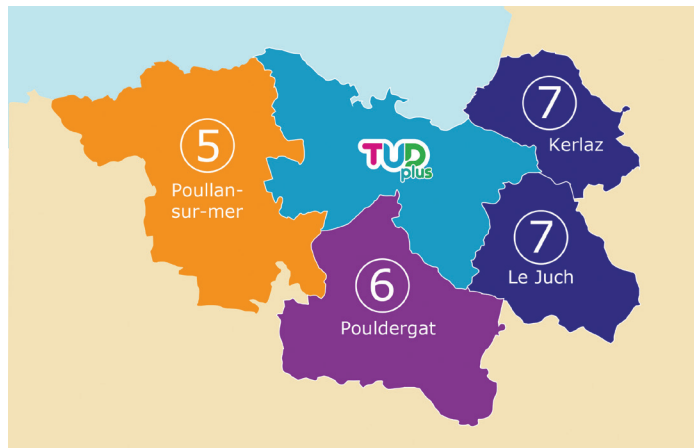 5
Poullan-
sur-mer
TUD
plus
7
Kerlaz
7
Le Juch
6
Pouldergat